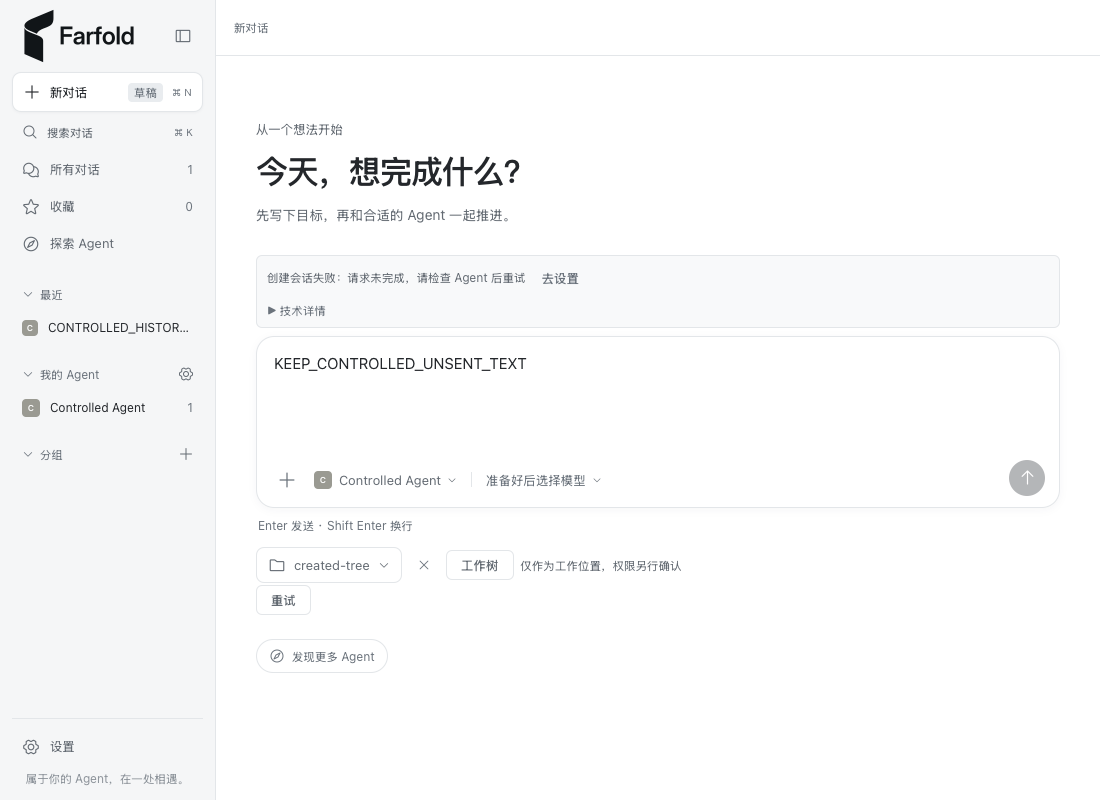 Farfold
新对话 草稿 ⌘ N
搜索对话 ⌘ K
所有对话 1
收藏 0
探索 Agent
最近
C CONTROLLED_HISTOR...
我的 Agent
C Controlled Agent 1
分组
设置
属于你的 Agent，在一处相遇。
新对话
从一个想法开始
今天，想完成什么？
先写下目标，再和合适的 Agent 一起推进。
创建会话失败：请求未完成，请检查 Agent 后重试 去设置
▶ 技术详情
KEEP_CONTROLLED_UNSENT_TEXT
C Controlled Agent 准备好后选择模型
Enter 发送 · Shift Enter 换行
created-tree 工作树 仅作为工作位置，权限另行确认
重试
发现更多 Agent